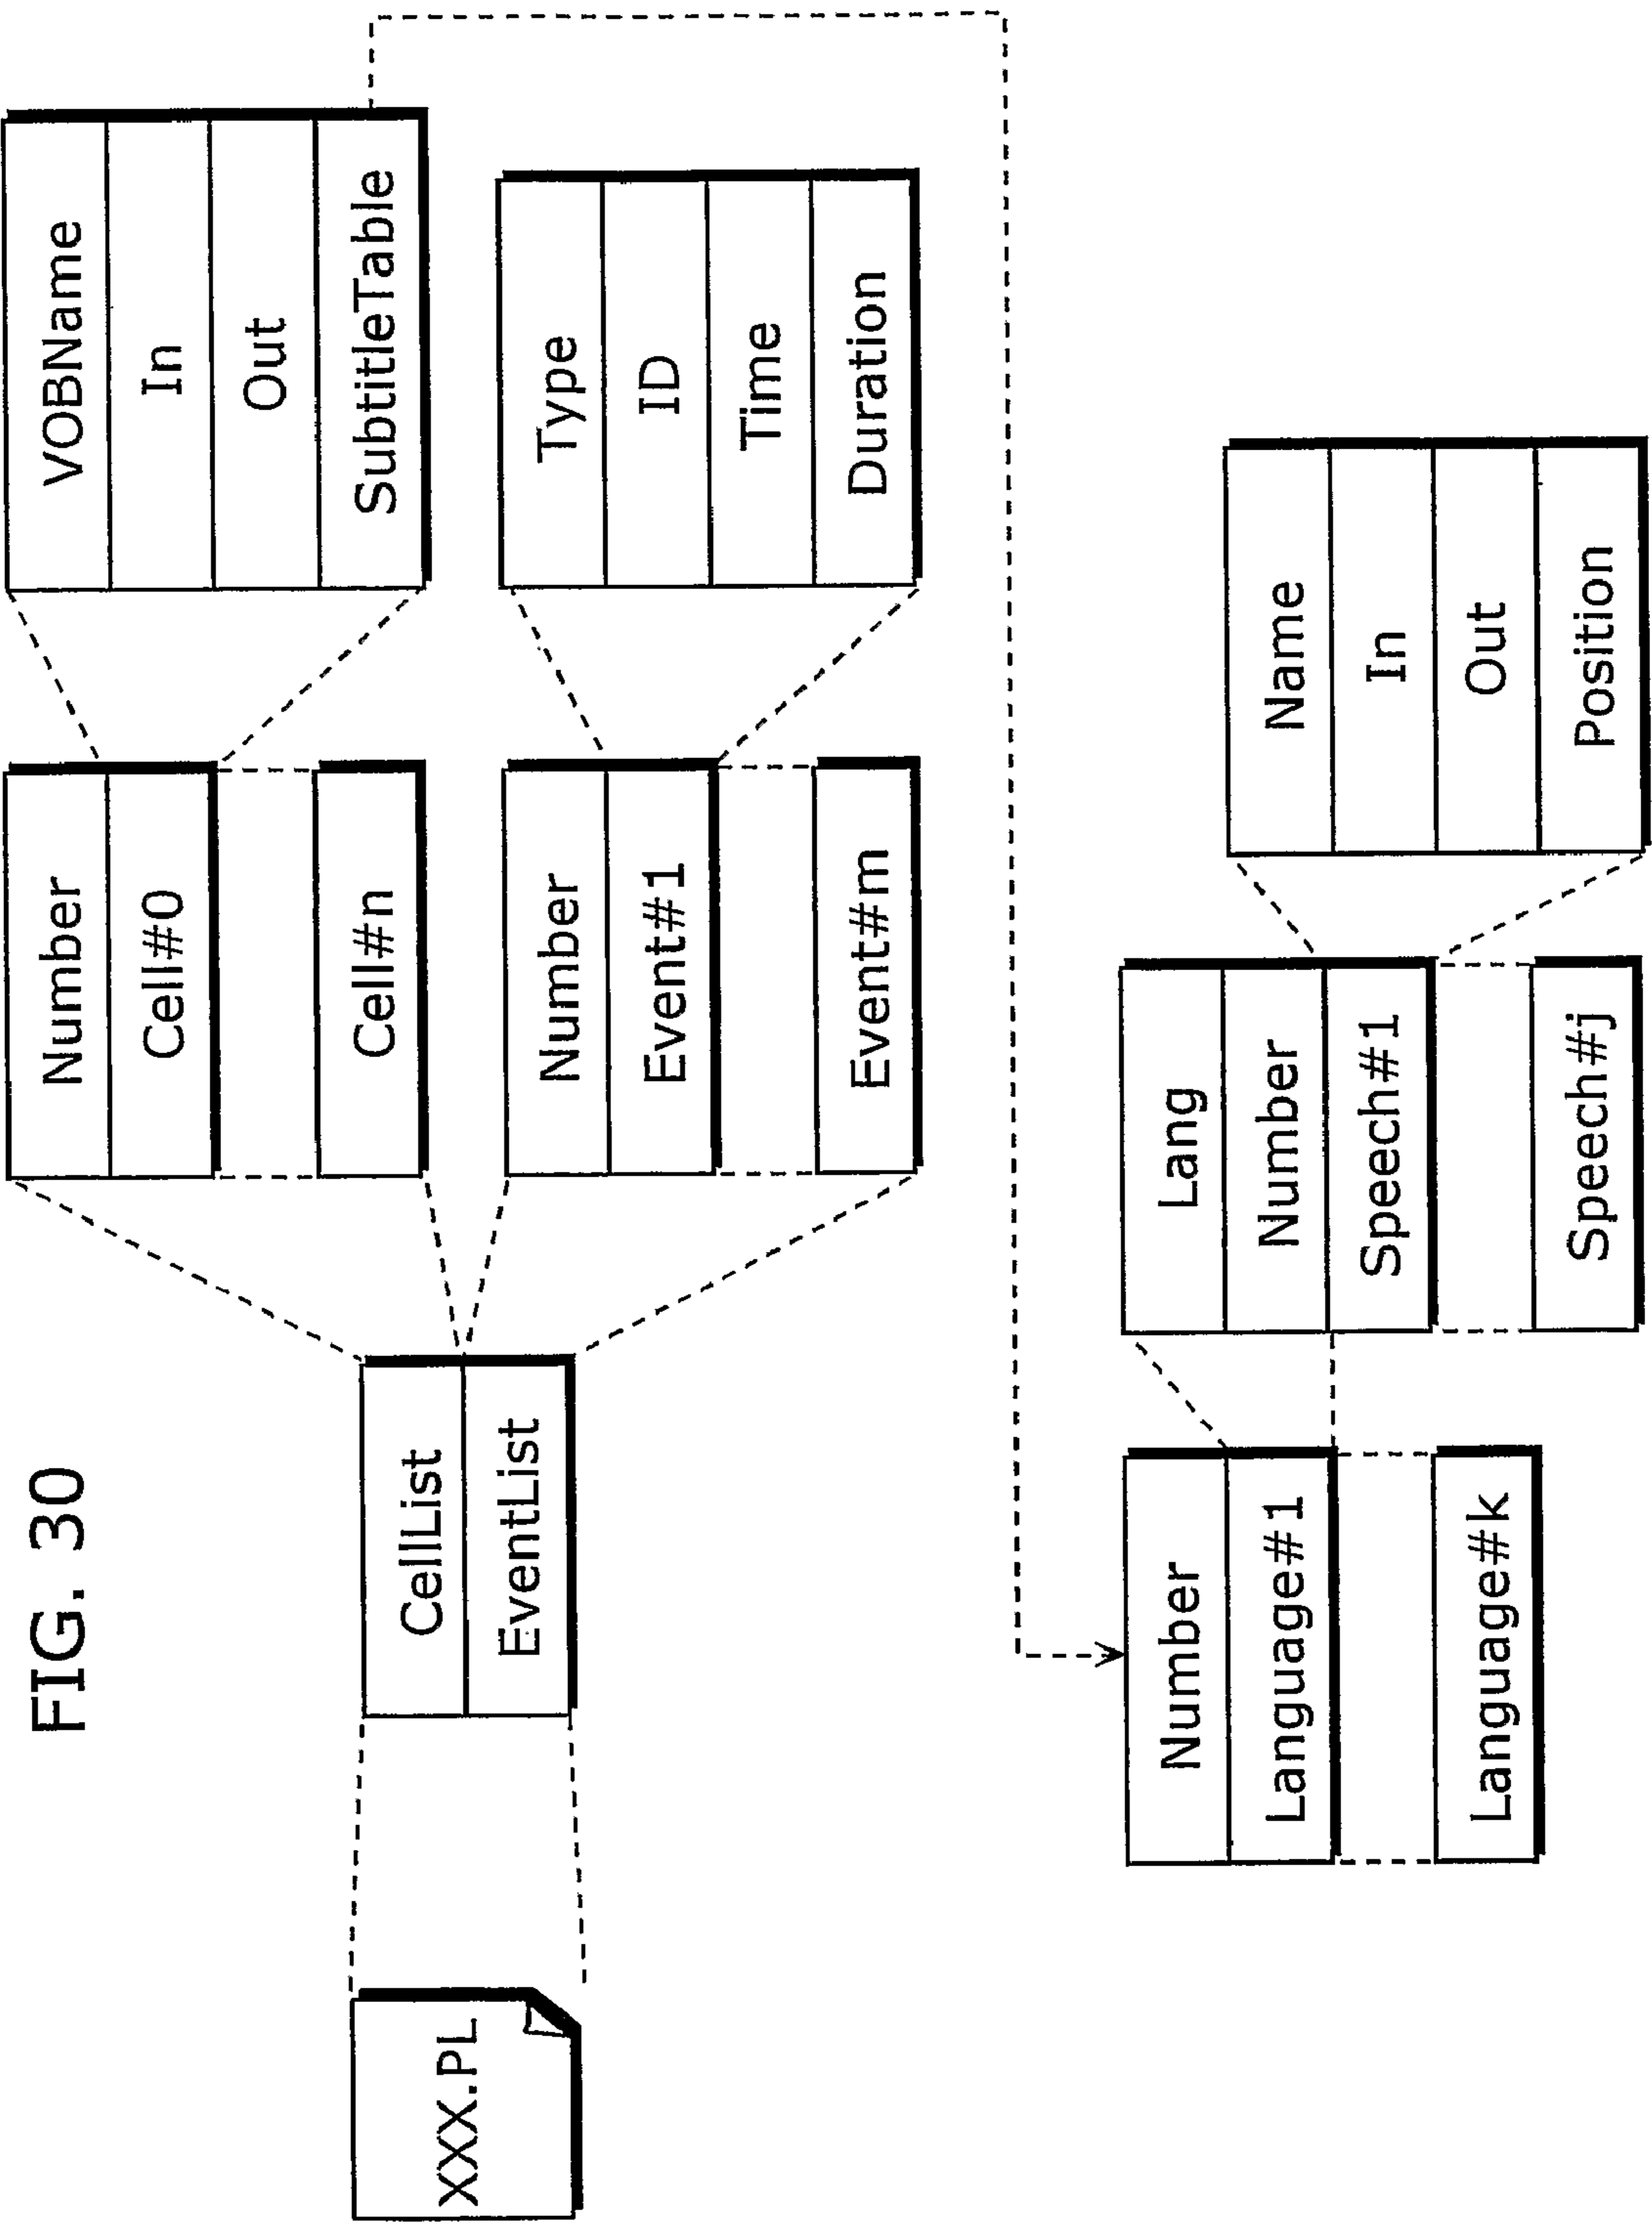 FIG. 30
XXX.PL
CellList
EventList
Number
Cell#0
Cell#n
Number
Event#1
Event#m
VOBName
In
Out
SubtitleTable
Type
ID
Time
Duration
Number
Language#1
Language#k
Lang
Number
Speech#1
Speech#j
Name
In
Out
Position